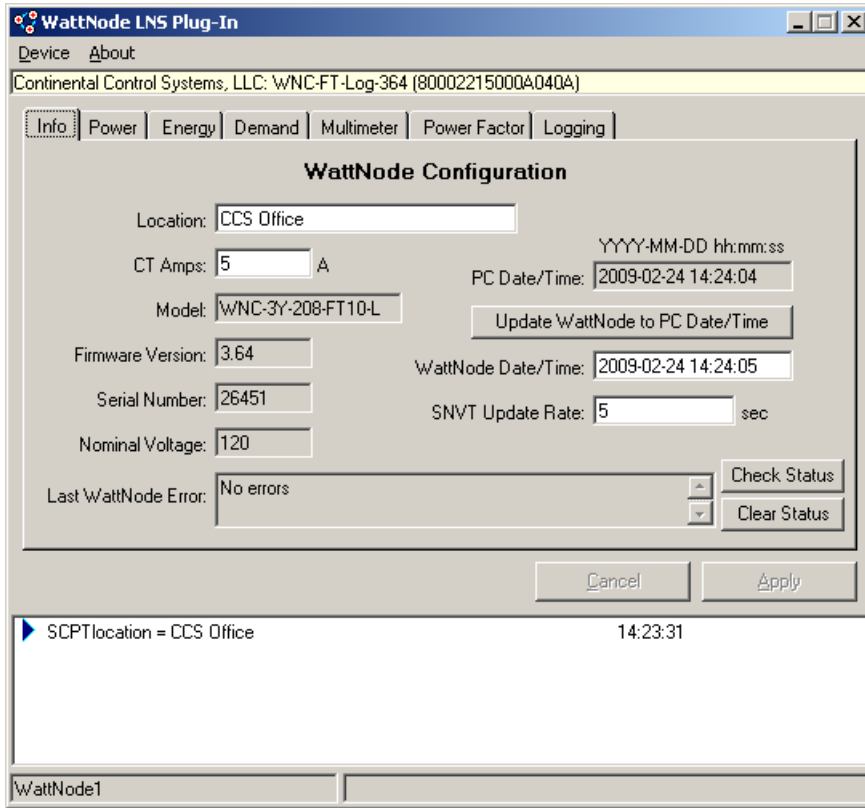 WattNode LNS Plug-In
Device About
Continental Control Systems, LLC: WNC-FT-Log-364 (80002215000A040A)
Info Power Energy Demand Multimeter Power Factor Logging
WattNode Configuration
Location: CCS Office
CT Amps: 5 A
Model: WNC-3Y-208-FT10-L
Firmware Version: 3.64
Serial Number: 26451
Nominal Voltage: 120
YYYY-MM-DD hh:mm:ss
PC Date/Time: 2009-02-24 14:24:04
Update WattNode to PC Date/Time
WattNode Date/Time: 2009-02-24 14:24:05
SNVT Update Rate: 5 sec
Last WattNode Error: No errors
Check Status
Clear Status
Cancel Apply
SCPTlocation = CCS Office 14:23:31
WattNode1